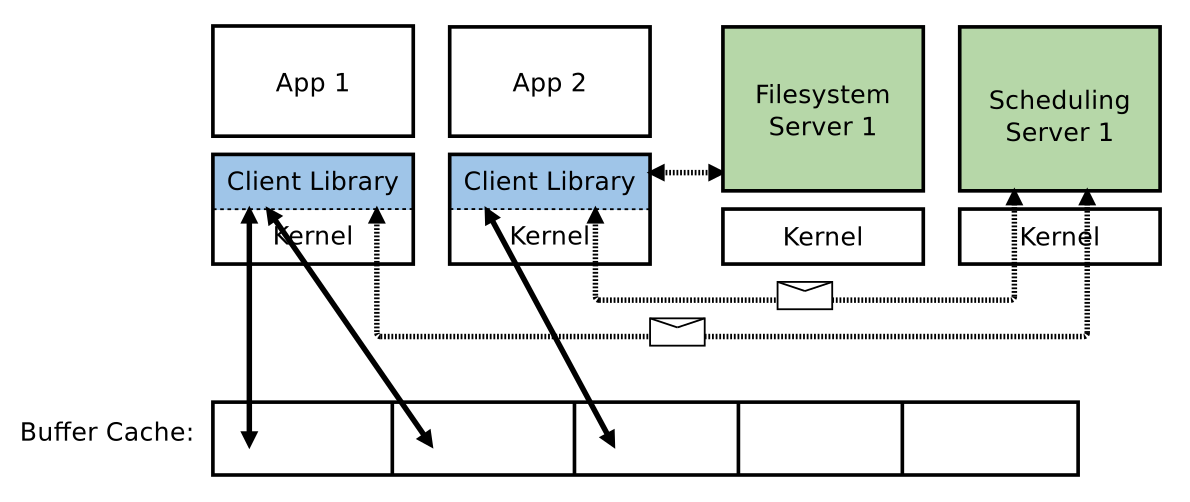 App 1
App 2
Filesystem
Server 1
Scheduling
Server 1
Client Library
Client Library
Kernel
Kernel
Kernel
Kernel
Buffer Cache: